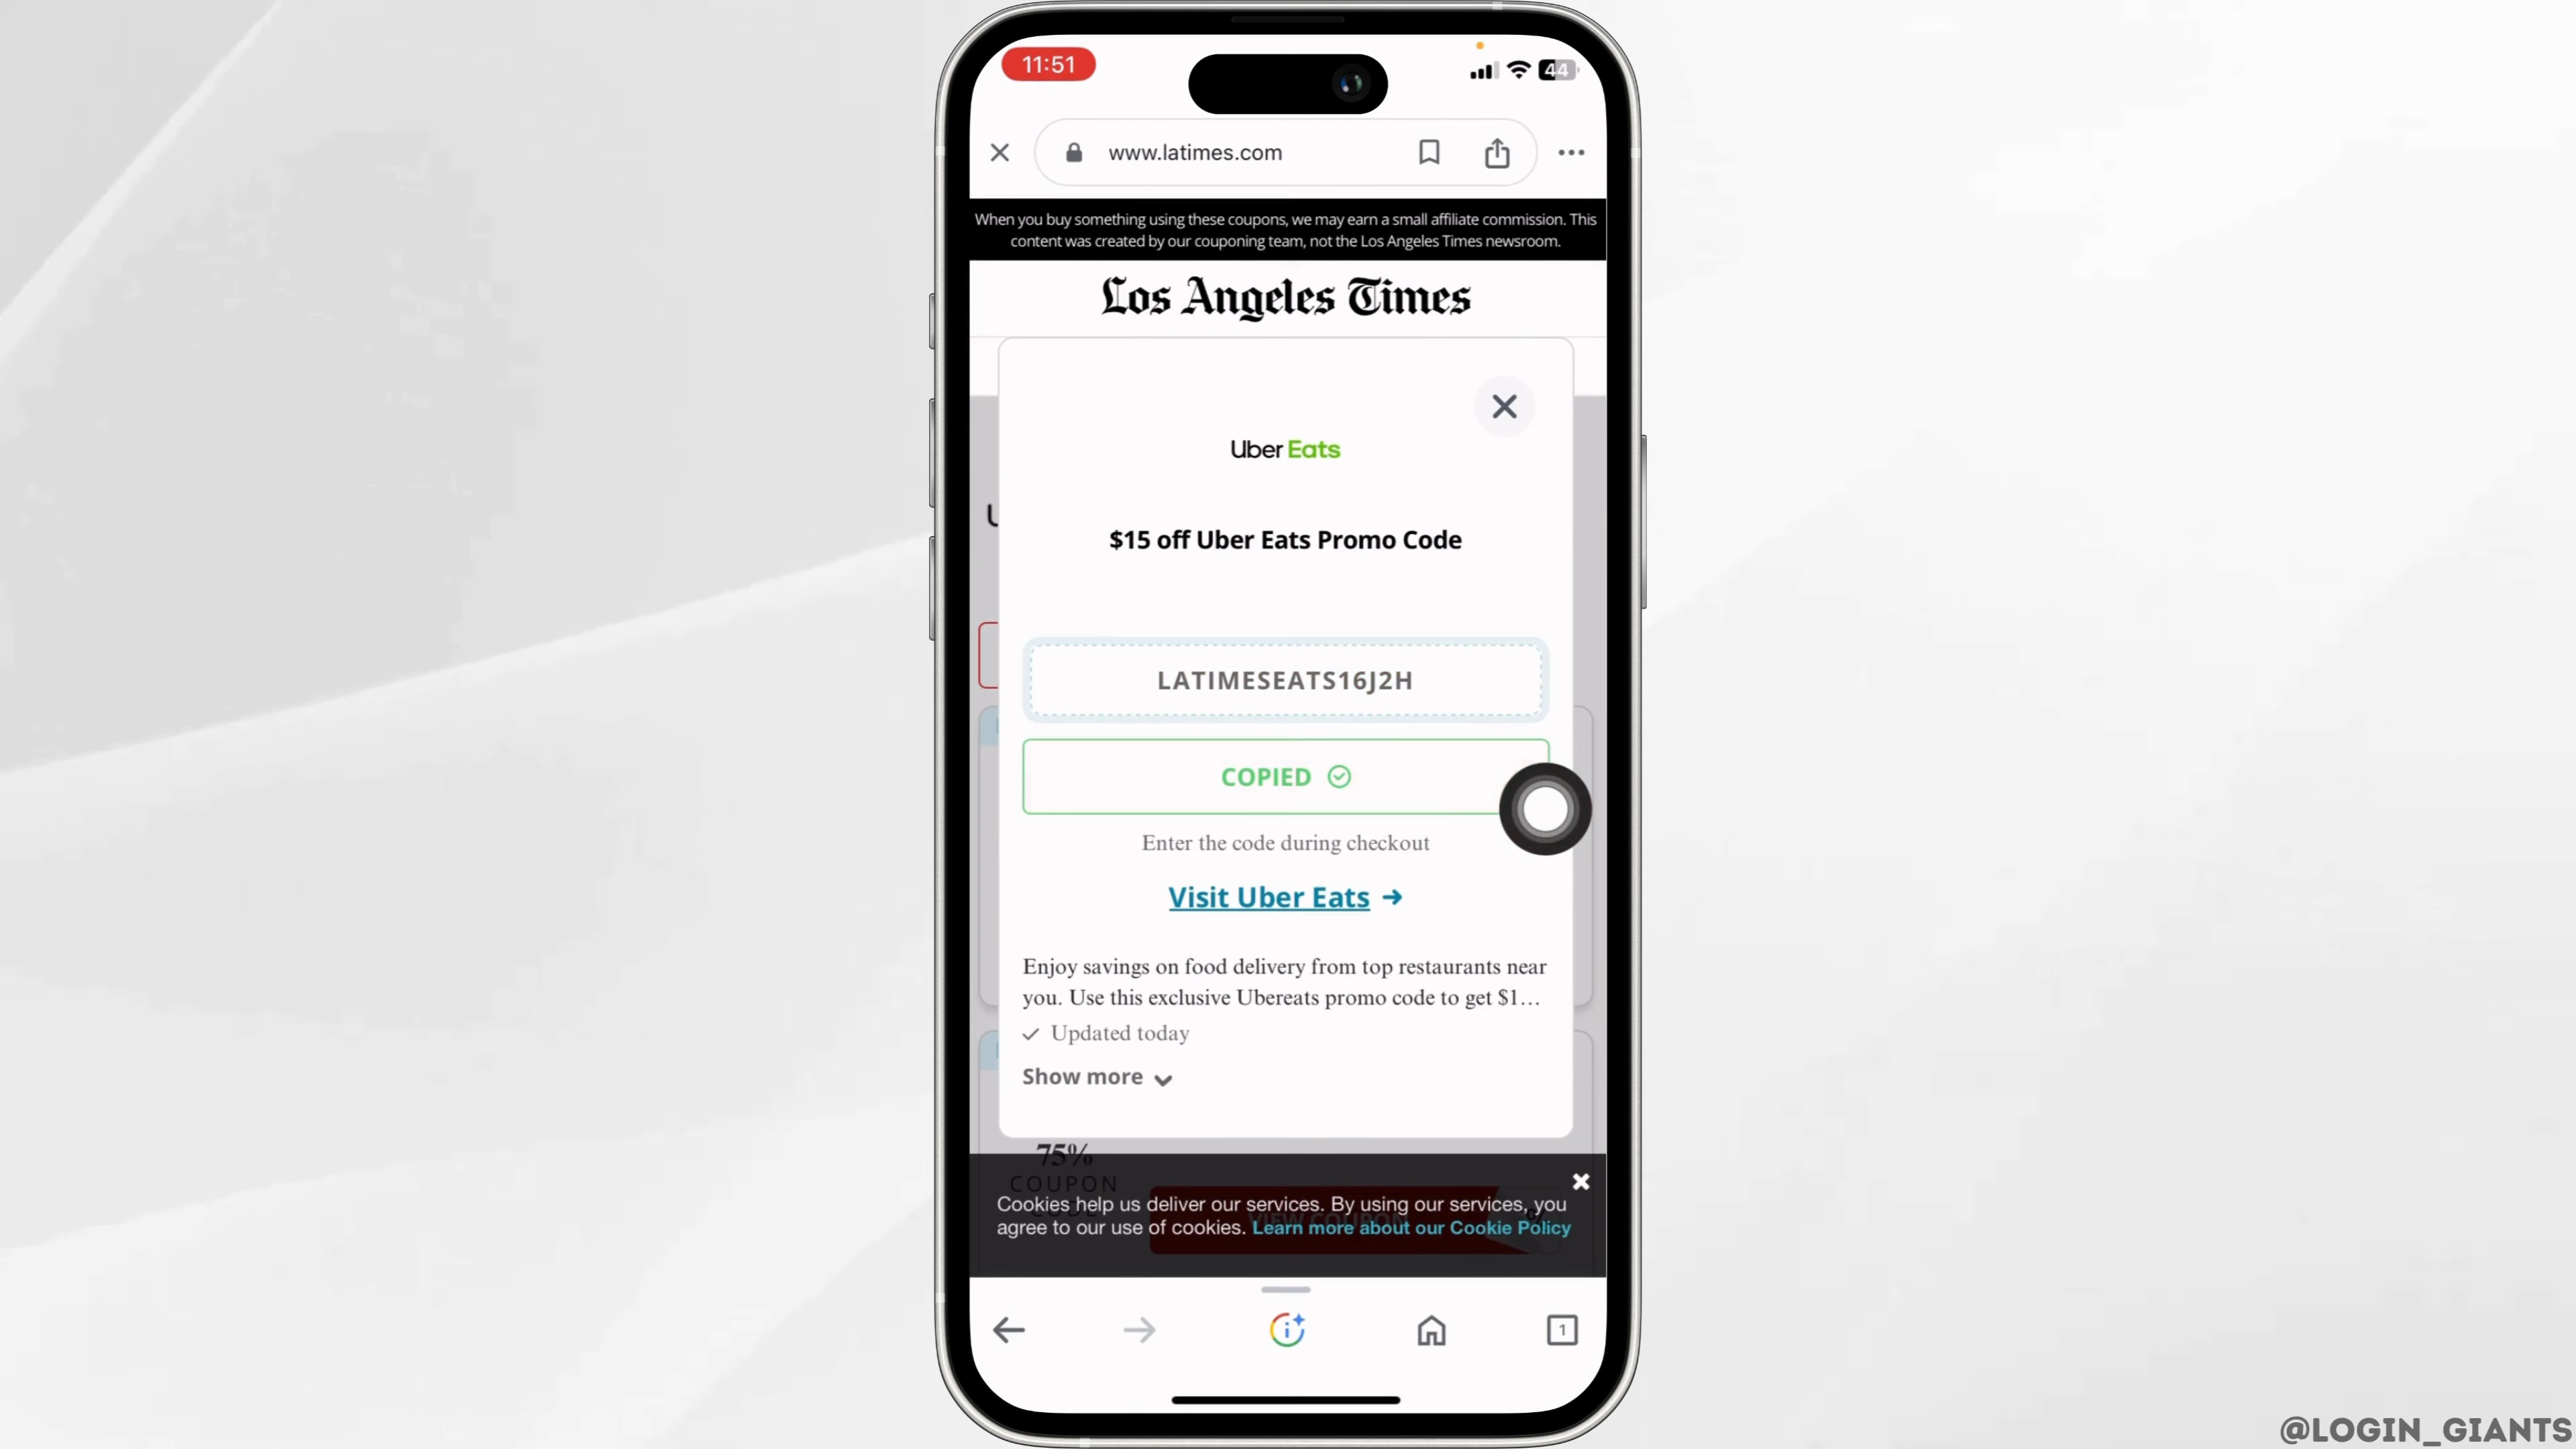 11:51
44
www.latimes.com
When you buy something using these coupons, we may earn a small affiliate commission. This
content was created by our couponing team, not the Los Angeles Times newsroom.
Los Angeles Times
Uber Eats
$15 off Uber Eats Promo Code
LATIMESEATS16J2H
COPIED
Enter the code during checkout
Visit Uber Eats
Enjoy savings on food delivery from top restaurants near
you. Use this exclusive Ubereats promo code to get $1...
Updated today
Show more
75%
COUPON
Cookies help us deliver our services. By using our services, you
agree to our use of cookies. Learn more about our Cookie Policy
1
@LOGIN_GIANTS